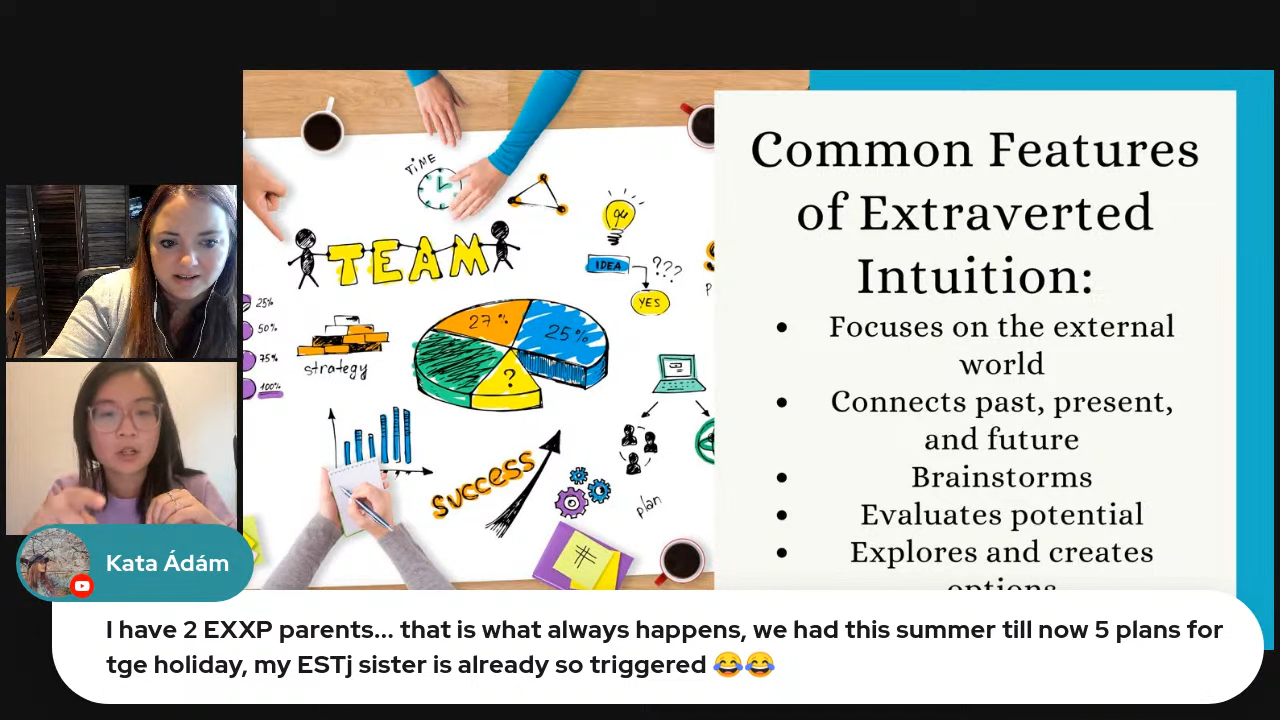 TIME
TEAM
qu
IDEA
???
YES
25%
50%
75%
100%
27%
25%
?
strategy
SUCCESS
plan
#
Common Features
of Extraverted
Intuition:
• Focuses on the external
world
• Connects past, present,
and future
• Brainstorms
• Evaluates potential
• Explores and creates
options
Kata Ádám
I have 2 EXXP parents... that is what always happens, we had this summer till now 5 plans for
tge holiday, my ESTj sister is already so triggered 😂😂